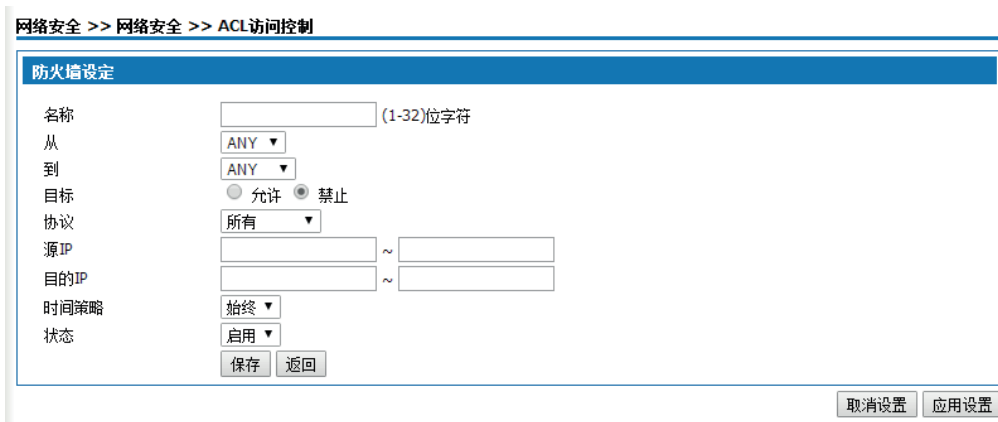 网络安全 >> 网络安全 >> ACL访问控制
防火墙设定
名称 (1-32)位字符
从 ANY
到 ANY
目标 允许 禁止
协议 所有
源IP ~
目的IP ~
时间策略 始终
状态 启用
保存 返回
取消设置 应用设置